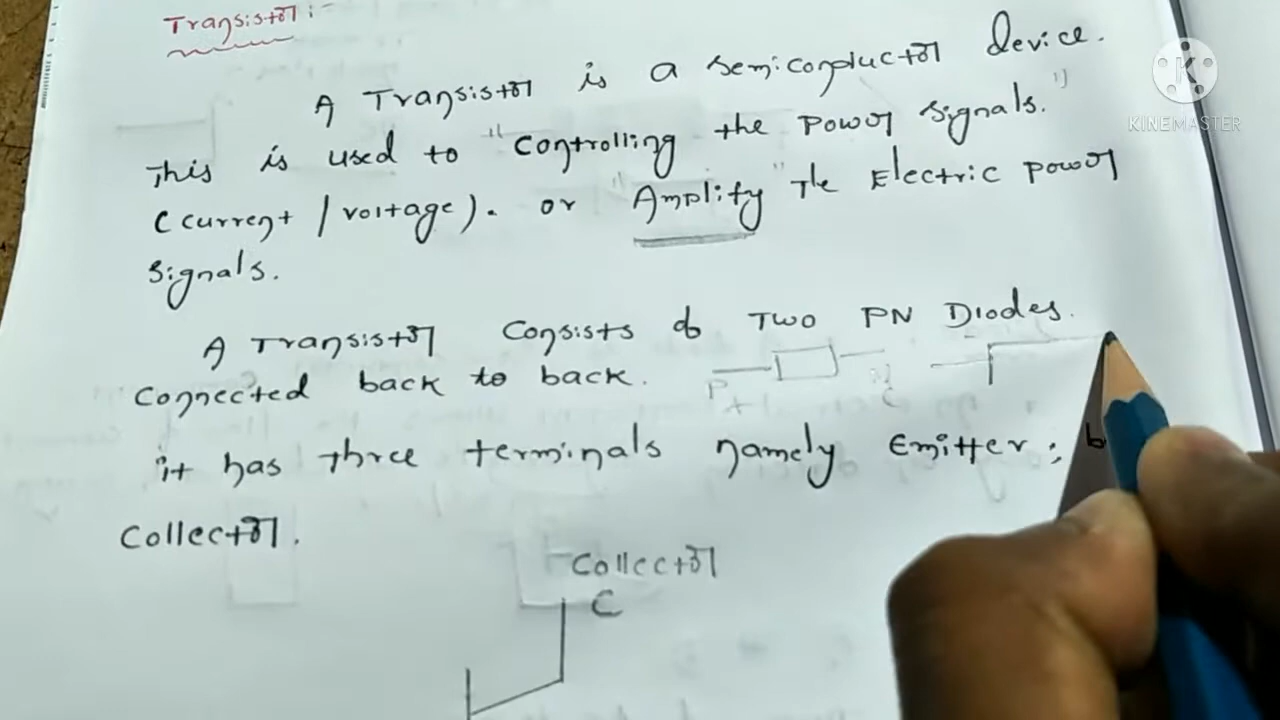 Transistor:-
A Transistor is a semiconductor device.
This is used to "controlling the power signals."
(current / voltage). or "Amplify" The Electric power
signals.
A Transistor Consists of Two PN Diodes.
Connected back to back.
P N
+
it has three terminals namely Emitter; b
Collector.
Collector
C
K
KINEMASTER